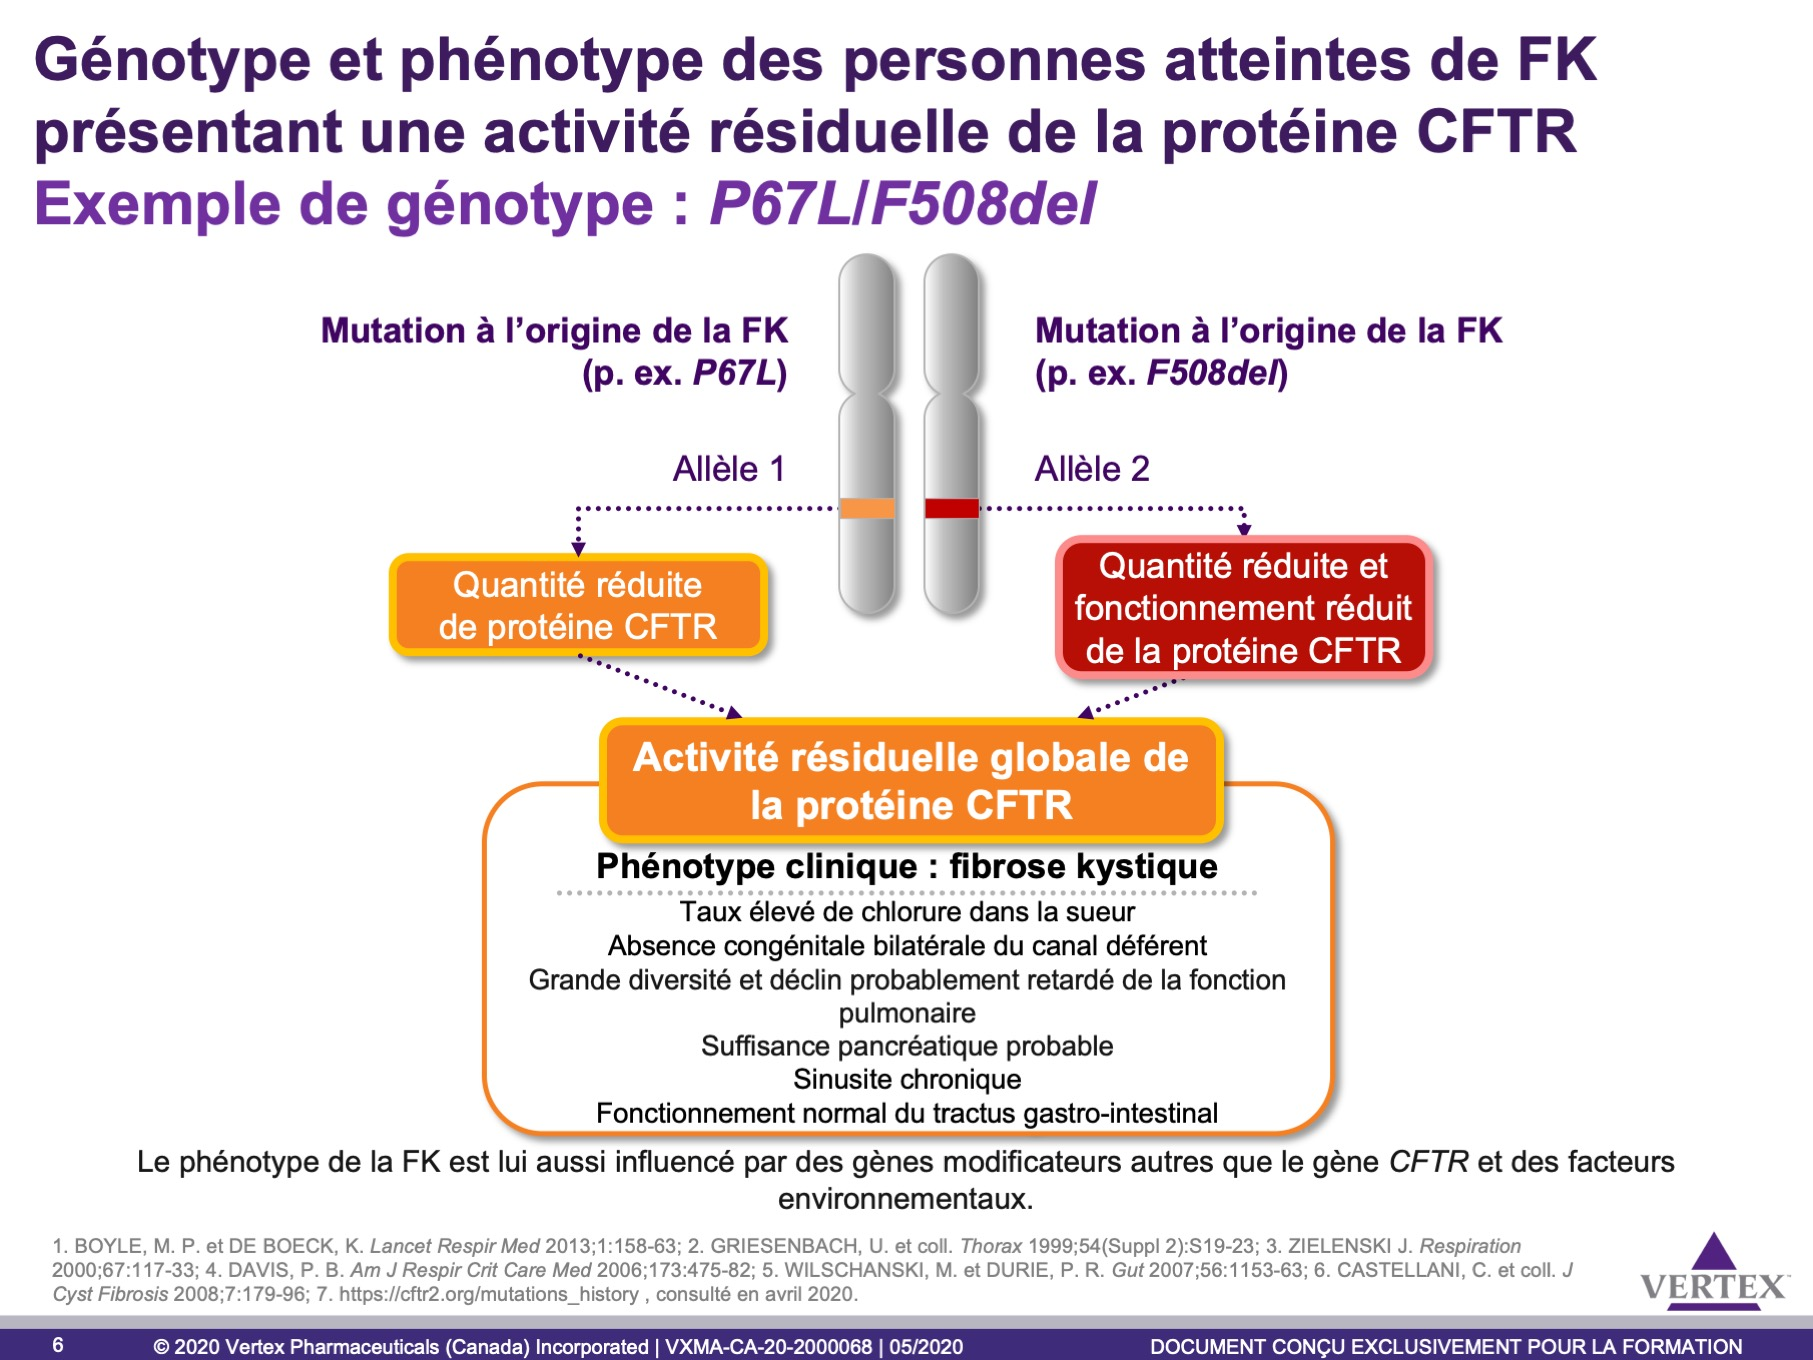 Génotype et phénotype des personnes atteintes de FK
présentant une activité résiduelle de la protéine CFTR
Exemple de génotype : P67L/F508del
Mutation à l’origine de la FK
(p. ex. P67L)
Mutation à l’origine de la FK
(p. ex. F508del)
Allèle 1
Allèle 2
Quantité réduite
de protéine CFTR
Quantité réduite et
fonctionnement réduit
de la protéine CFTR
Activité résiduelle globale de
la protéine CFTR
Phénotype clinique : fibrose kystique
Taux élevé de chlorure dans la sueur
Absence congénitale bilatérale du canal déférent
Grande diversité et déclin probablement retardé de la fonction
pulmonaire
Suffisance pancréatique probable
Sinusite chronique
Fonctionnement normal du tractus gastro-intestinal
Le phénotype de la FK est lui aussi influencé par des gènes modificateurs autres que le gène CFTR et des facteurs
environnementaux.
1. BOYLE, M. P. et DE BOECK, K. Lancet Respir Med 2013;1:158-63; 2. GRIESENBACH, U. et coll. Thorax 1999;54(Suppl 2):S19-23; 3. ZIELENSKI J. Respiration
2000;67:117-33; 4. DAVIS, P. B. Am J Respir Crit Care Med 2006;173:475-82; 5. WILSCHANSKI, M. et DURIE, P. R. Gut 2007;56:1153-63; 6. CASTELLANI, C. et coll. J
Cyst Fibrosis 2008;7:179-96; 7. https://cftr2.org/mutations_history , consulté en avril 2020.
VERTEX
6
© 2020 Vertex Pharmaceuticals (Canada) Incorporated | VXMA-CA-20-2000068 | 05/2020
DOCUMENT CONÇU EXCLUSIVEMENT POUR LA FORMATION